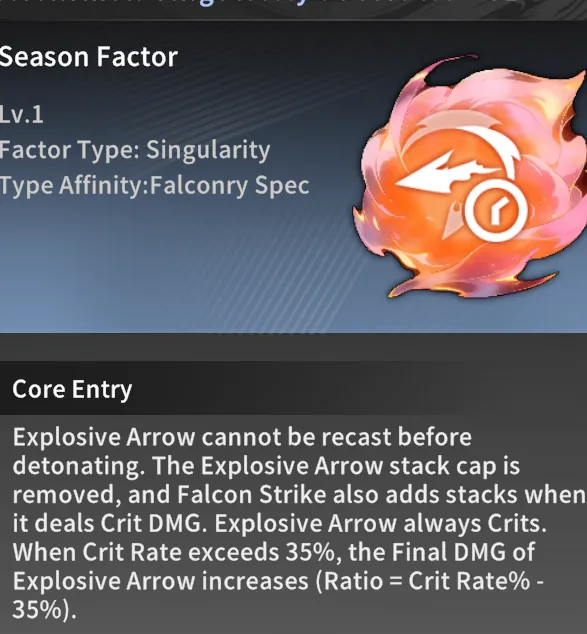 Season Factor
Lv.1
Factor Type: Singularity
Type Affinity:Falconry Spec
Core Entry
Explosive Arrow cannot be recast before
detonating. The Explosive Arrow stack cap is
removed, and Falcon Strike also adds stacks when
it deals Crit DMG. Explosive Arrow always Crits.
When Crit Rate exceeds 35%, the Final DMG of
Explosive Arrow increases (Ratio = Crit Rate% -
35%).